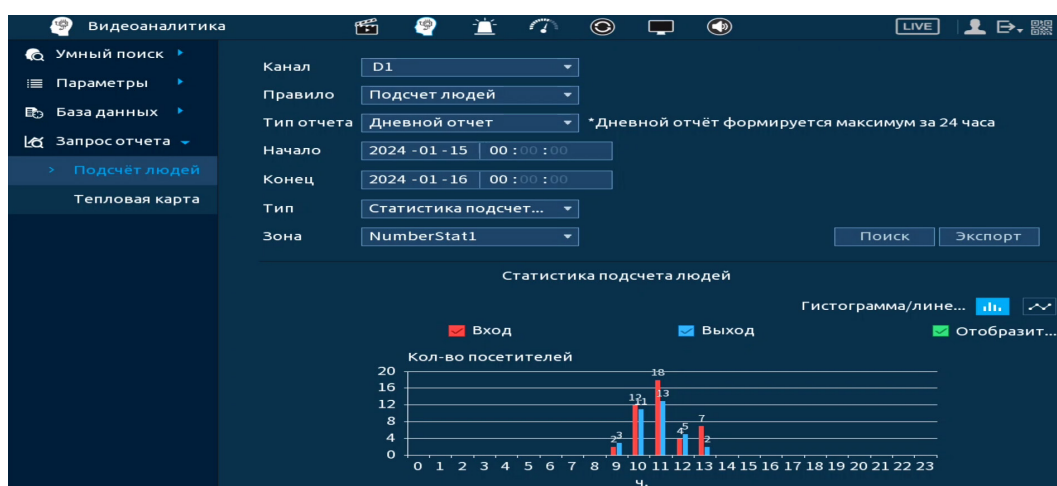 Видеоаналитика LIVE
Умный поиск
Параметры
База данных
Запрос отчета
Подсчёт людей
Тепловая карта
Канал D1
Правило Подсчет людей
Тип отчета Дневной отчет *Дневной отчёт формируется максимум за 24 часа
Начало 2024 - 01 - 15 00 : 00 : 00
Конец 2024 - 01 - 16 00 : 00 : 00
Тип Статистика подсчет...
Зона NumberStat1 Поиск Экспорт
Статистика подсчета людей
Гистограмма/лине...
Вход Выход Отобразит...
Кол-во посетителей
20
16
12
8
4
0
2 3 12 11 18 13 4 5 7 2
0 1 2 3 4 5 6 7 8 9 10 11 12 13 14 15 16 17 18 19 20 21 22 23
ч.